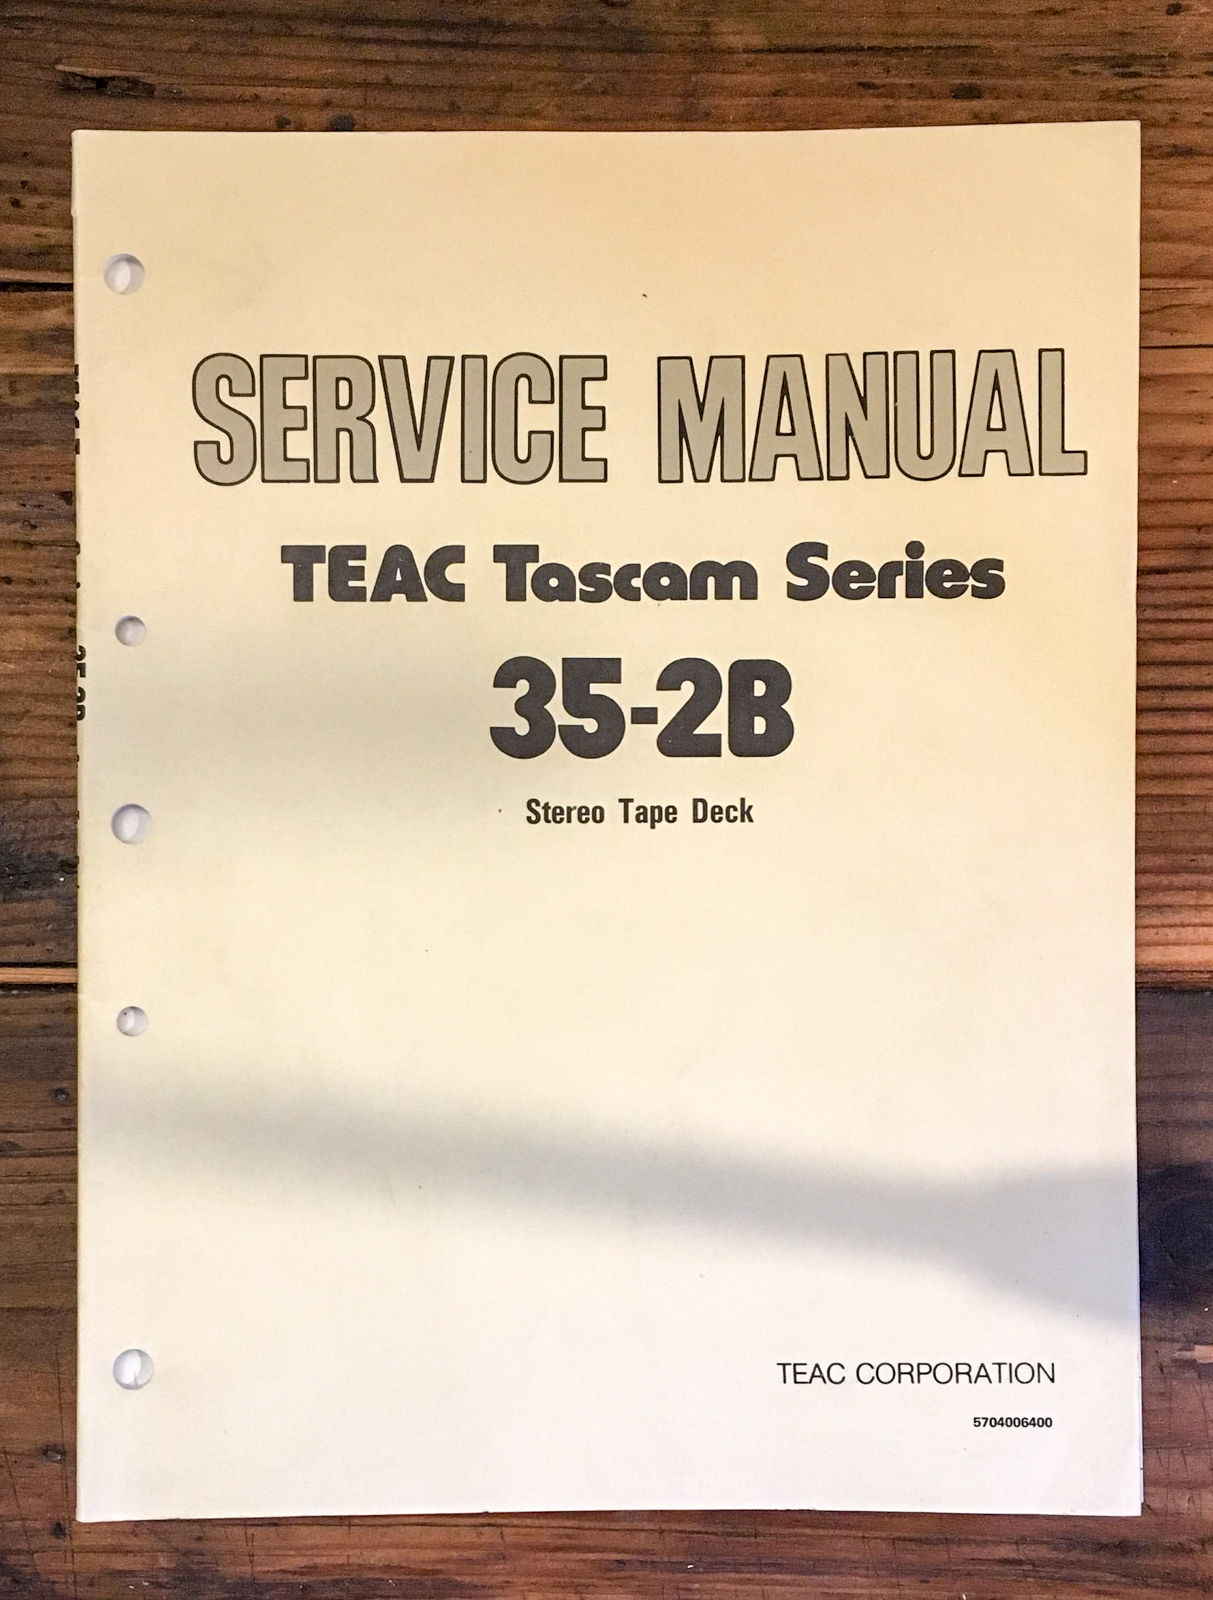 SERVICE MANUAL
TEAC Tascam Series
35-2B
Stereo Tape Deck
TEAC CORPORATION
5704006400